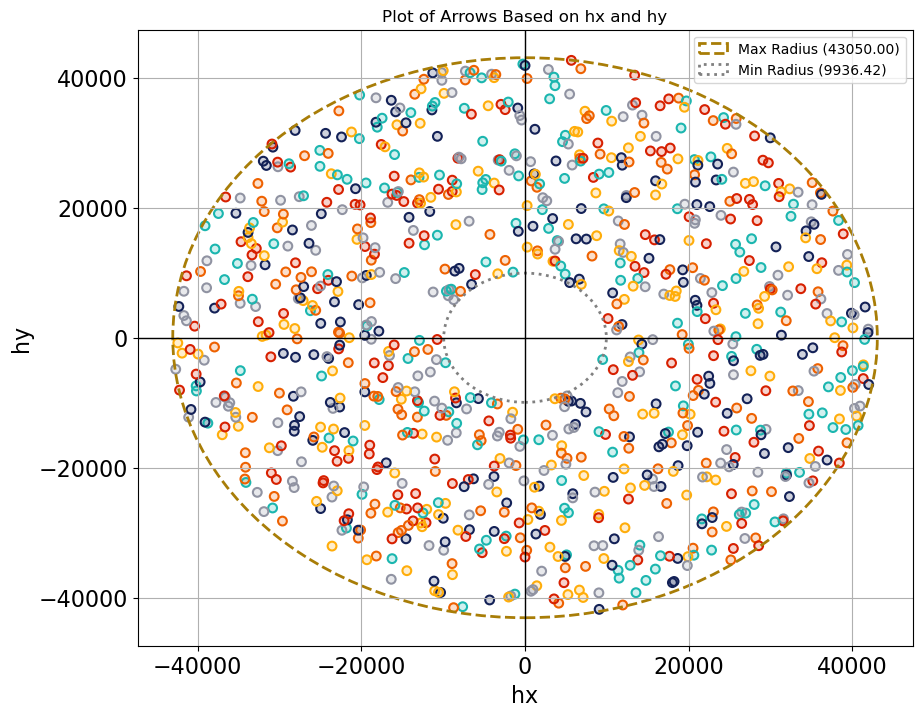 Plot of Arrows Based on hx and hy
Max Radius (43050.00)
Min Radius (9936.42)
hy
40000
20000
0
−20000
−40000
−40000
−20000
0
20000
40000
hx